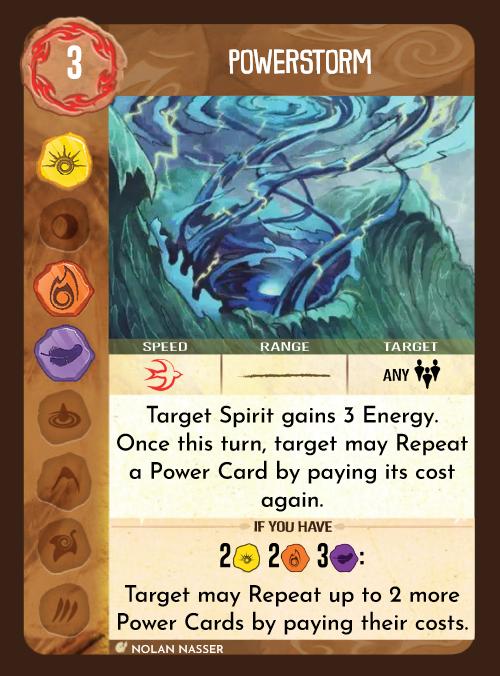 3
POWERSTORM
SPEED RANGE TARGET
ANY
Target Spirit gains 3 Energy.
Once this turn, target may Repeat
a Power Card by paying its cost
again.
IF YOU HAVE
2 2 3 :
Target may Repeat up to 2 more
Power Cards by paying their costs.
NOLAN NASSER